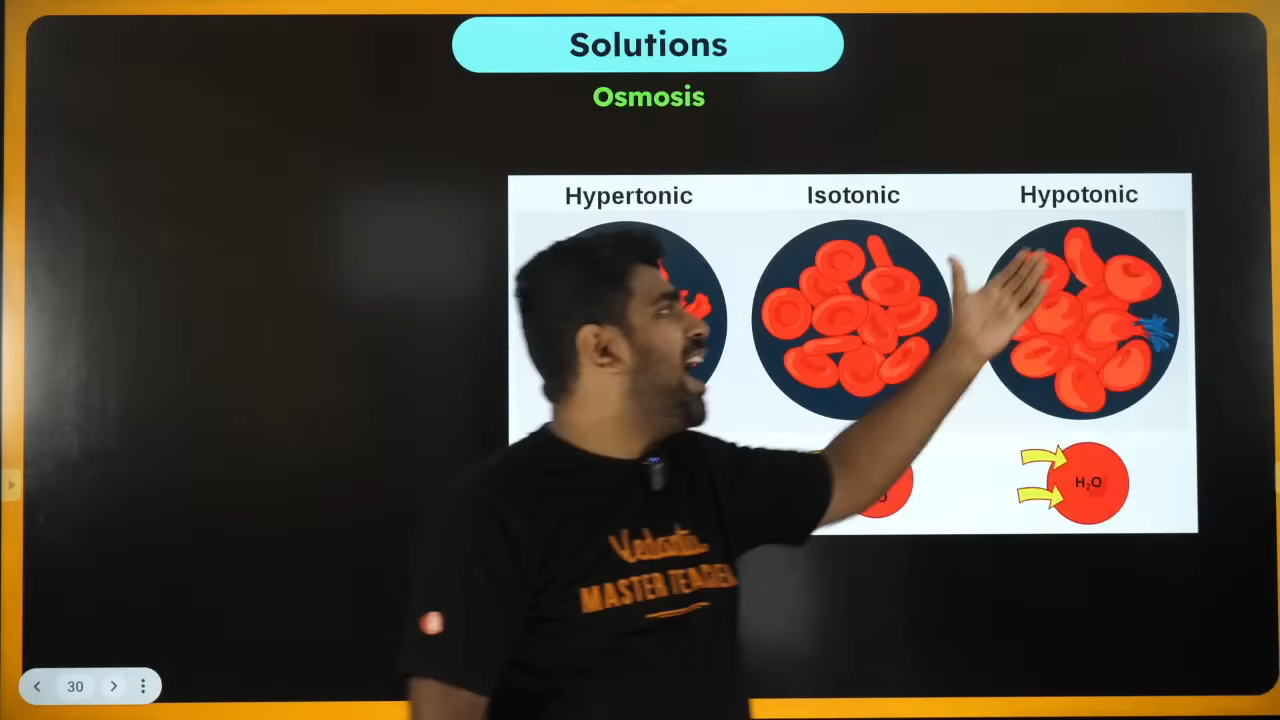 Solutions
Osmosis
Hypertonic
Isotonic
Hypotonic
H₂O
Vedantu
MASTER TEACHER
30